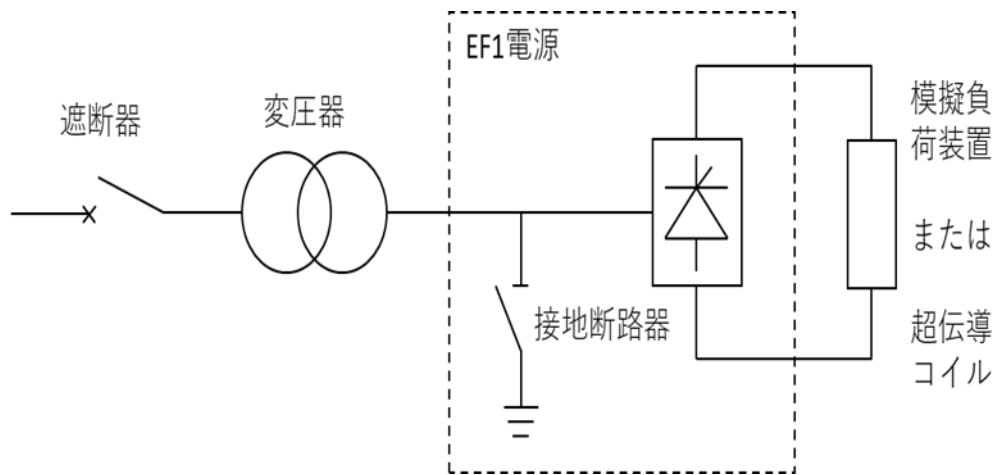 EF1電源
遮断器
変圧器
模擬負
荷装置
または
超伝導
コイル
接地断路器